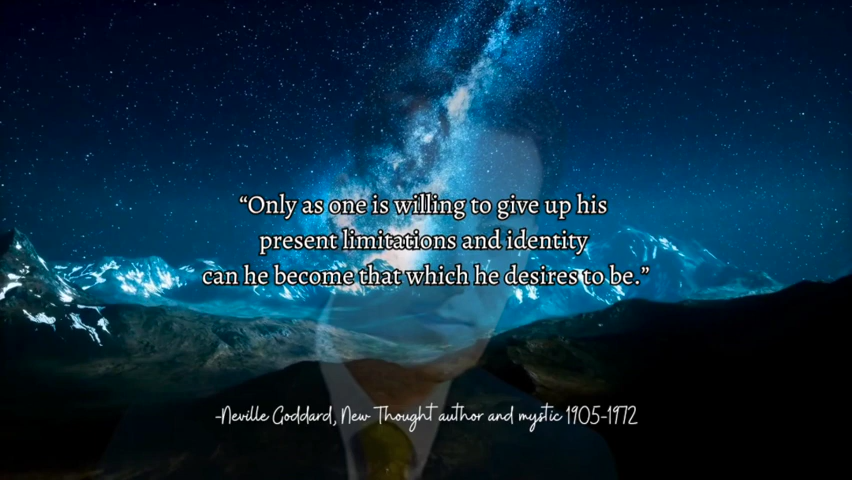 “Only as one is willing to give up his
present limitations and identity
can he become that which he desires to be.”
-Neville Goddard, New Thought author and mystic 1905-1972